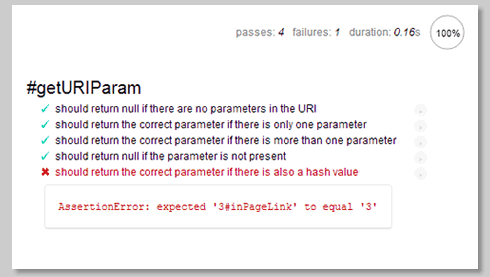 passes: 4 failures: 1 duration: 0.16s 100%
#getURIParam
✓ should return null if there are no parameters in the URI
✓ should return the correct parameter if there is only one parameter
✓ should return the correct parameter if there is more than one parameter
✓ should return null if the parameter is not present
✖ should return the correct parameter if there is also a hash value
AssertionError: expected '3#inPageLink' to equal '3'